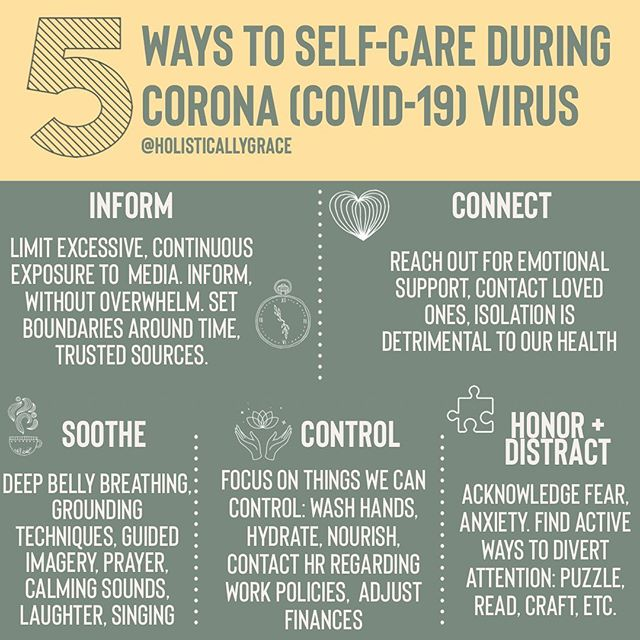 5
WAYS TO SELF-CARE DURING
CORONA (COVID-19) VIRUS
@HOLISTICALLYGRACE
INFORM
LIMIT EXCESSIVE, CONTINUOUS
EXPOSURE TO MEDIA. INFORM,
WITHOUT OVERWHELM. SET
BOUNDARIES AROUND TIME,
TRUSTED SOURCES.
CONNECT
REACH OUT FOR EMOTIONAL
SUPPORT, CONTACT LOVED
ONES, ISOLATION IS
DETRIMENTAL TO OUR HEALTH
SOOTHE
DEEP BELLY BREATHING,
GROUNDING
TECHNIQUES, GUIDED
IMAGERY, PRAYER,
CALMING SOUNDS,
LAUGHTER, SINGING
CONTROL
FOCUS ON THINGS WE CAN
CONTROL: WASH HANDS,
HYDRATE, NOURISH,
CONTACT HR REGARDING
WORK POLICIES, ADJUST
FINANCES
HONOR +
DISTRACT
ACKNOWLEDGE FEAR,
ANXIETY. FIND ACTIVE
WAYS TO DIVERT
ATTENTION: PUZZLE,
READ, CRAFT, ETC.